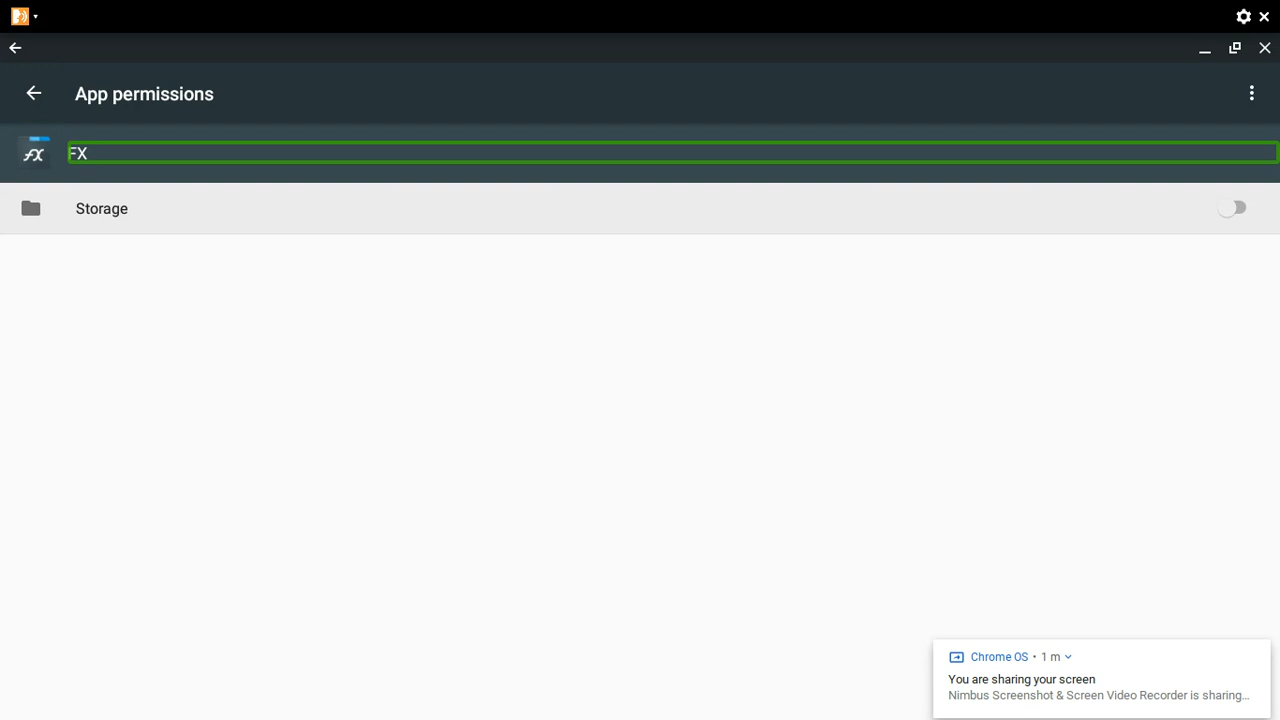 App permissions
FX
FX
Storage
Chrome OS • 1 m
You are sharing your screen
Nimbus Screenshot & Screen Video Recorder is sharing...